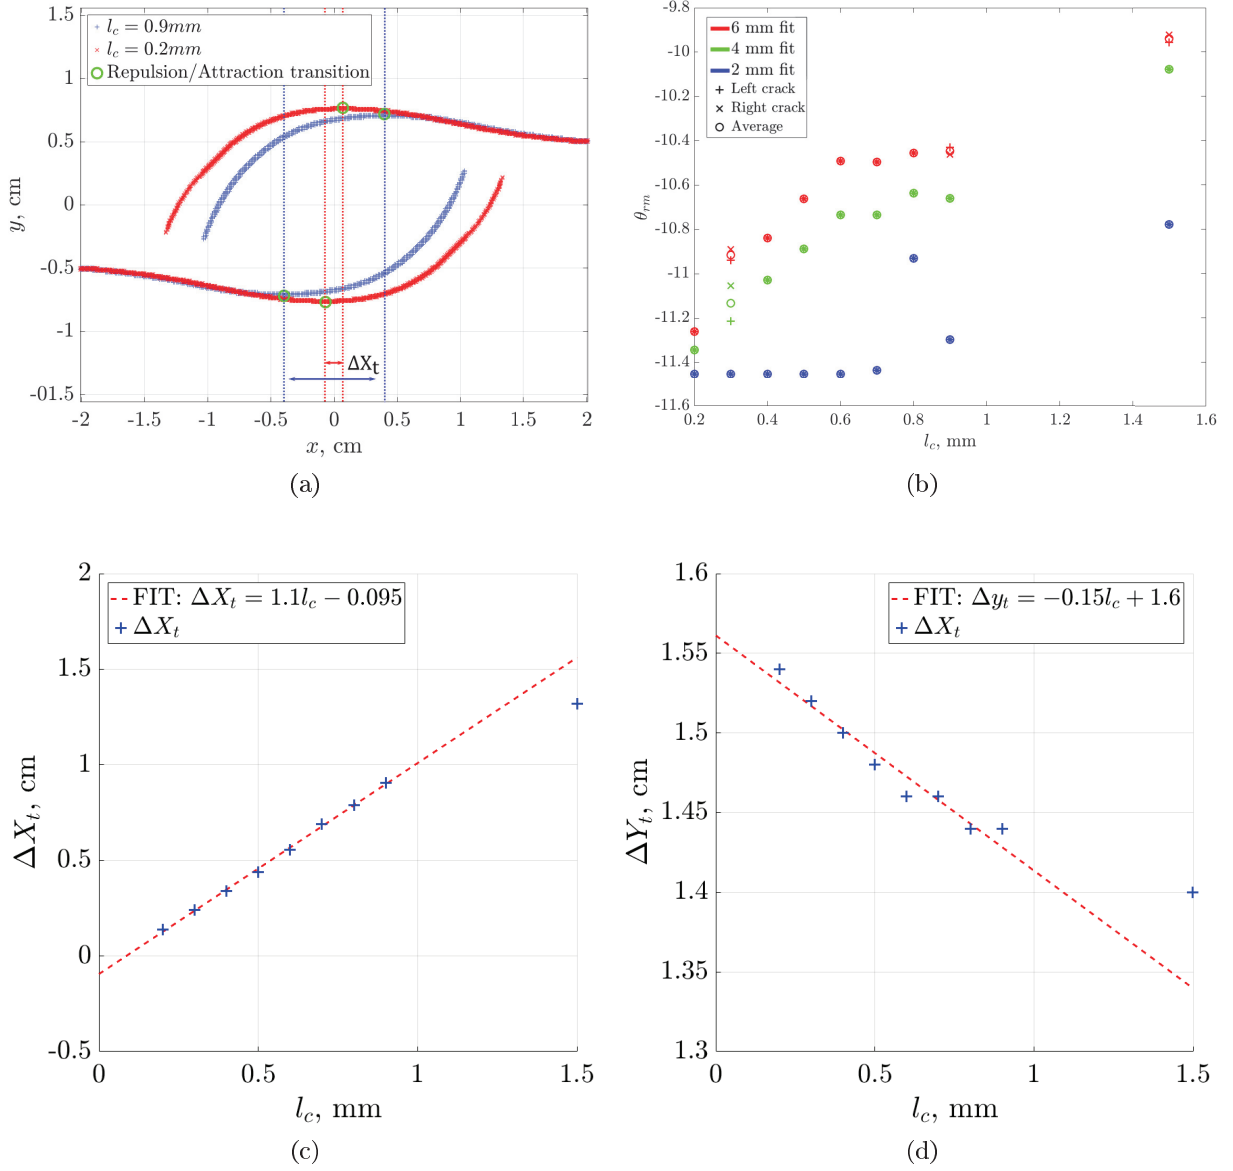 1.5
1
0.5
0
-0.5
-1
-01.5
y, cm
l_c = 0.9mm
l_c = 0.2mm
Repulsion/Attraction transition
ΔX_t
-2 -1.5 -1 -0.5 0 0.5 1 1.5 2
x, cm
(a)
-9.8
-10
-10.2
-10.4
-10.6
-10.8
-11
-11.2
-11.4
-11.6
θ_rm
6 mm fit
4 mm fit
2 mm fit
Left crack
Right crack
Average
0.2 0.4 0.6 0.8 1 1.2 1.4 1.6
l_c, mm
(b)
2
1.5
1
0.5
0
-0.5
ΔX_t, cm
FIT: ΔX_t = 1.1l_c − 0.095
ΔX_t
0 0.5 1 1.5
l_c, mm
(c)
1.6
1.55
1.5
1.45
1.4
1.35
1.3
ΔY_t, cm
FIT: Δy_t = −0.15l_c + 1.6
ΔX_t
0 0.5 1 1.5
l_c, mm
(d)